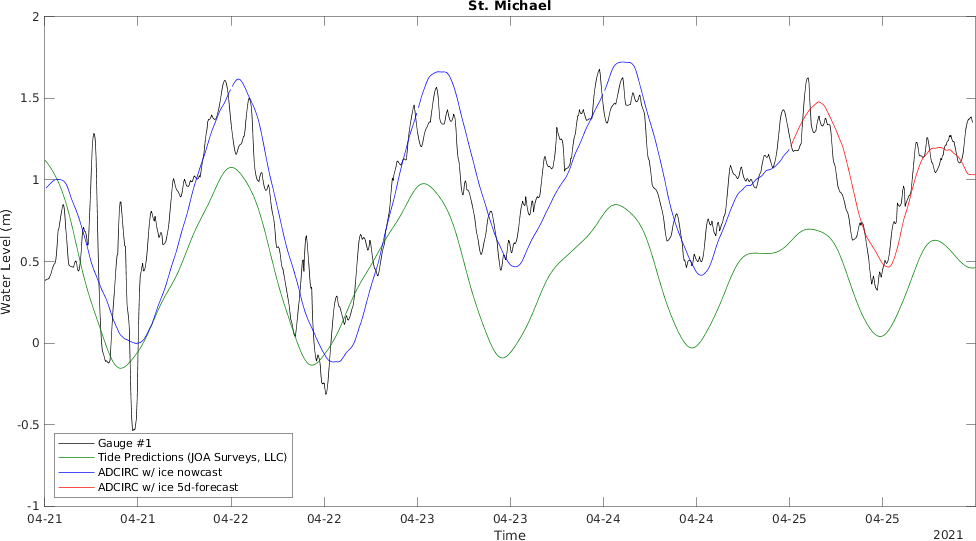 St. Michael
2
1.5
1
0.5
0
-0.5
-1
Water Level (m)
Gauge #1
Tide Predictions (JOA Surveys, LLC)
ADCIRC w/ ice nowcast
ADCIRC w/ ice 5d-forecast
04-21 04-21 04-22 04-22 04-23 04-23 04-24 04-24 04-25 04-25
Time
2021